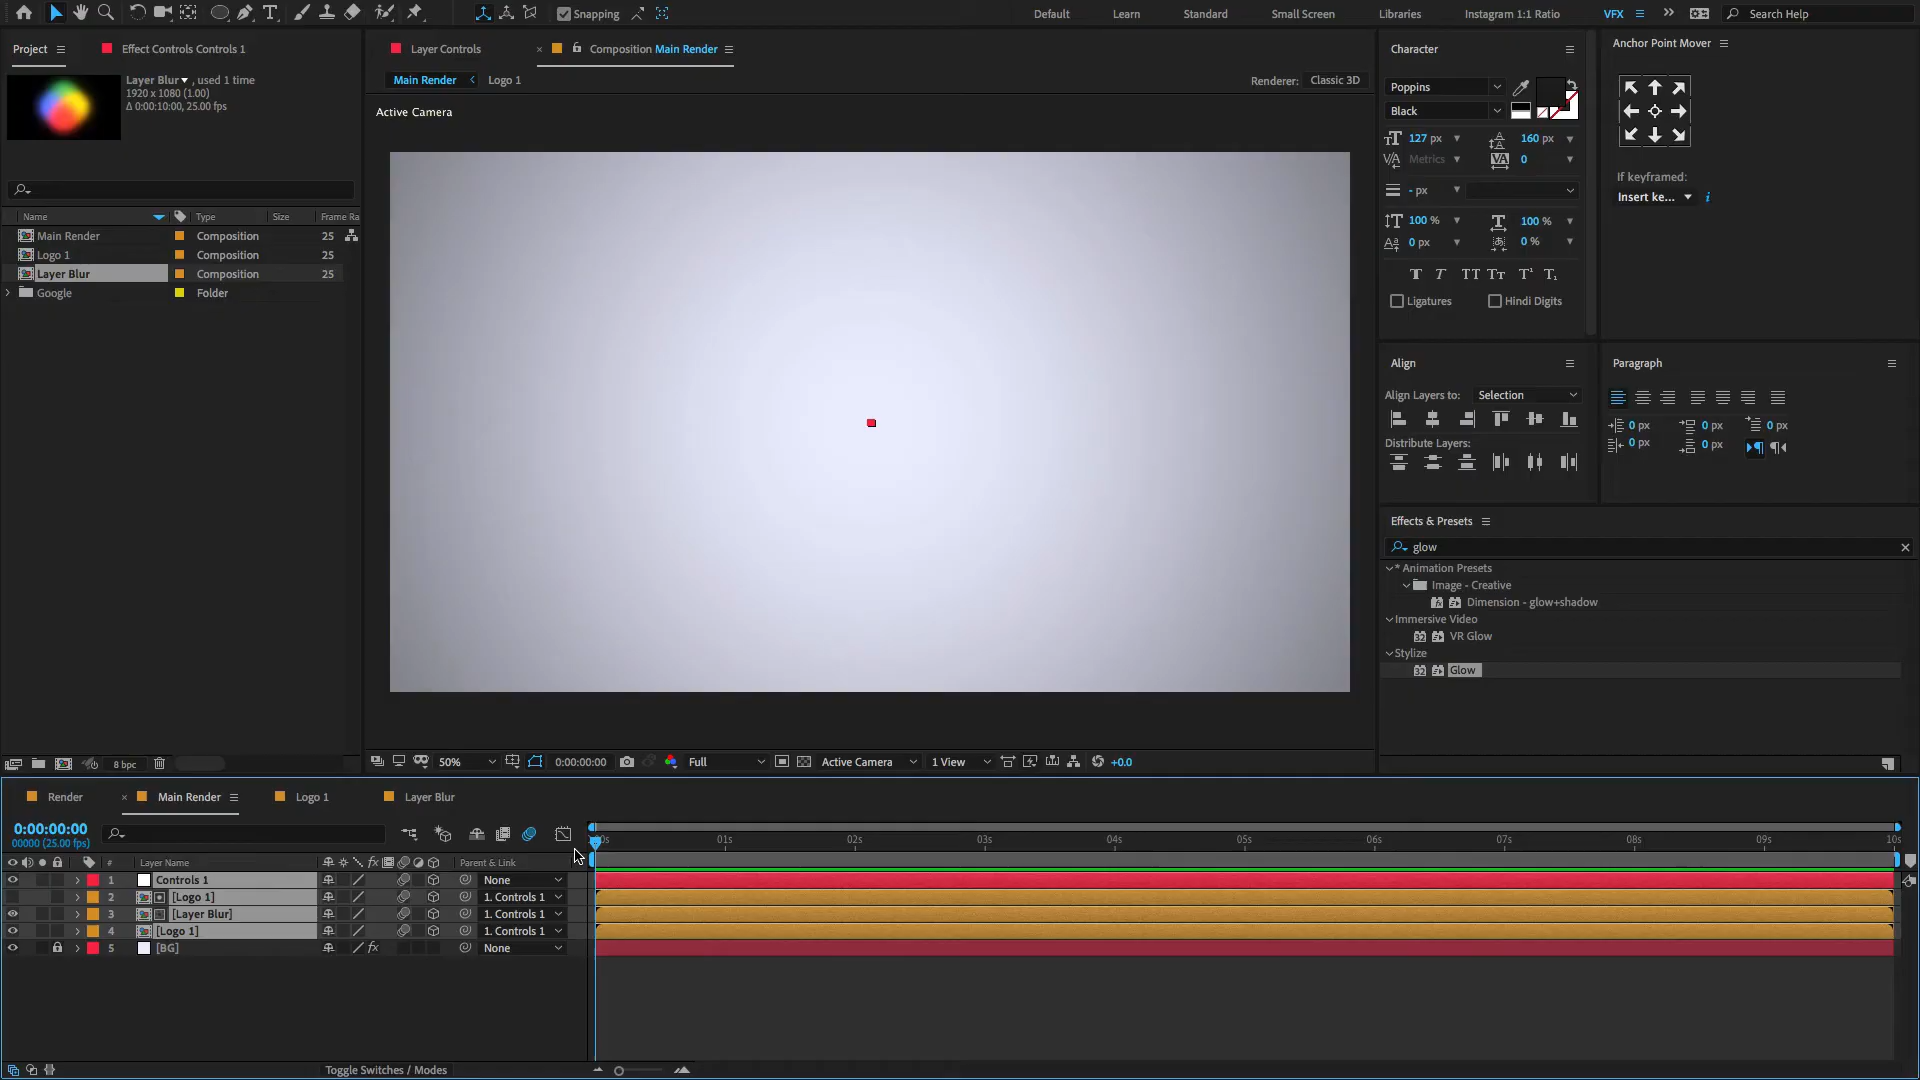 Snapping
Default
Learn
Standard
Small Screen
Libraries
Instagram 1:1 Ratio
VFX
Search Help
Project
Effect Controls Controls 1
Layer Controls
Composition Main Render
Character
Anchor Point Mover
Layer Blur ▾ , used 1 time
1920 x 1080 (1.00)
Δ 0:00:10:00, 25.00 fps
Main Render
Logo 1
Renderer:
Classic 3D
Active Camera
Poppins
Black
127 px
160 px
Metrics
0
- px
100 %
100 %
0 px
0 %
Ligatures
Hindi Digits
If keyframed:
Insert ke...
Name
Type
Size
Frame Ra
Main Render
Composition
25
Logo 1
Composition
25
Layer Blur
Composition
25
Google
Folder
Align
Align Layers to:
Selection
Distribute Layers:
Paragraph
0 px
0 px
0 px
0 px
0 px
Effects & Presets
glow
* Animation Presets
Image - Creative
Dimension - glow+shadow
Immersive Video
32
VR Glow
Stylize
32
Glow
8 bpc
50%
0:00:00:00
Full
Active Camera
1 View
+0.0
Render
Main Render
Logo 1
Layer Blur
0:00:00:00
00000 (25.00 fps)
01s
02s
03s
04s
05s
06s
07s
08s
09s
10s
#
Layer Name
Parent & Link
1
Controls 1
None
2
[Logo 1]
1. Controls 1
3
[Layer Blur]
1. Controls 1
4
[Logo 1]
1. Controls 1
5
[BG]
None
Toggle Switches / Modes